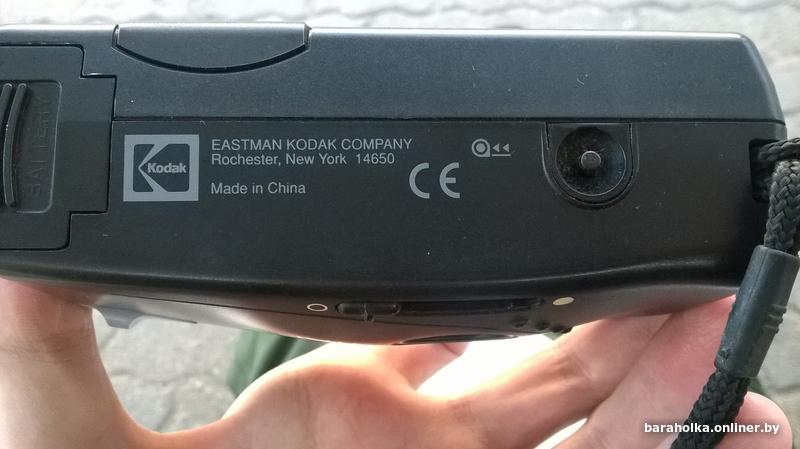 BATTERY
Kodak
EASTMAN KODAK COMPANY
Rochester, New York 14650
Made in China
CE
baraholka.onliner.by